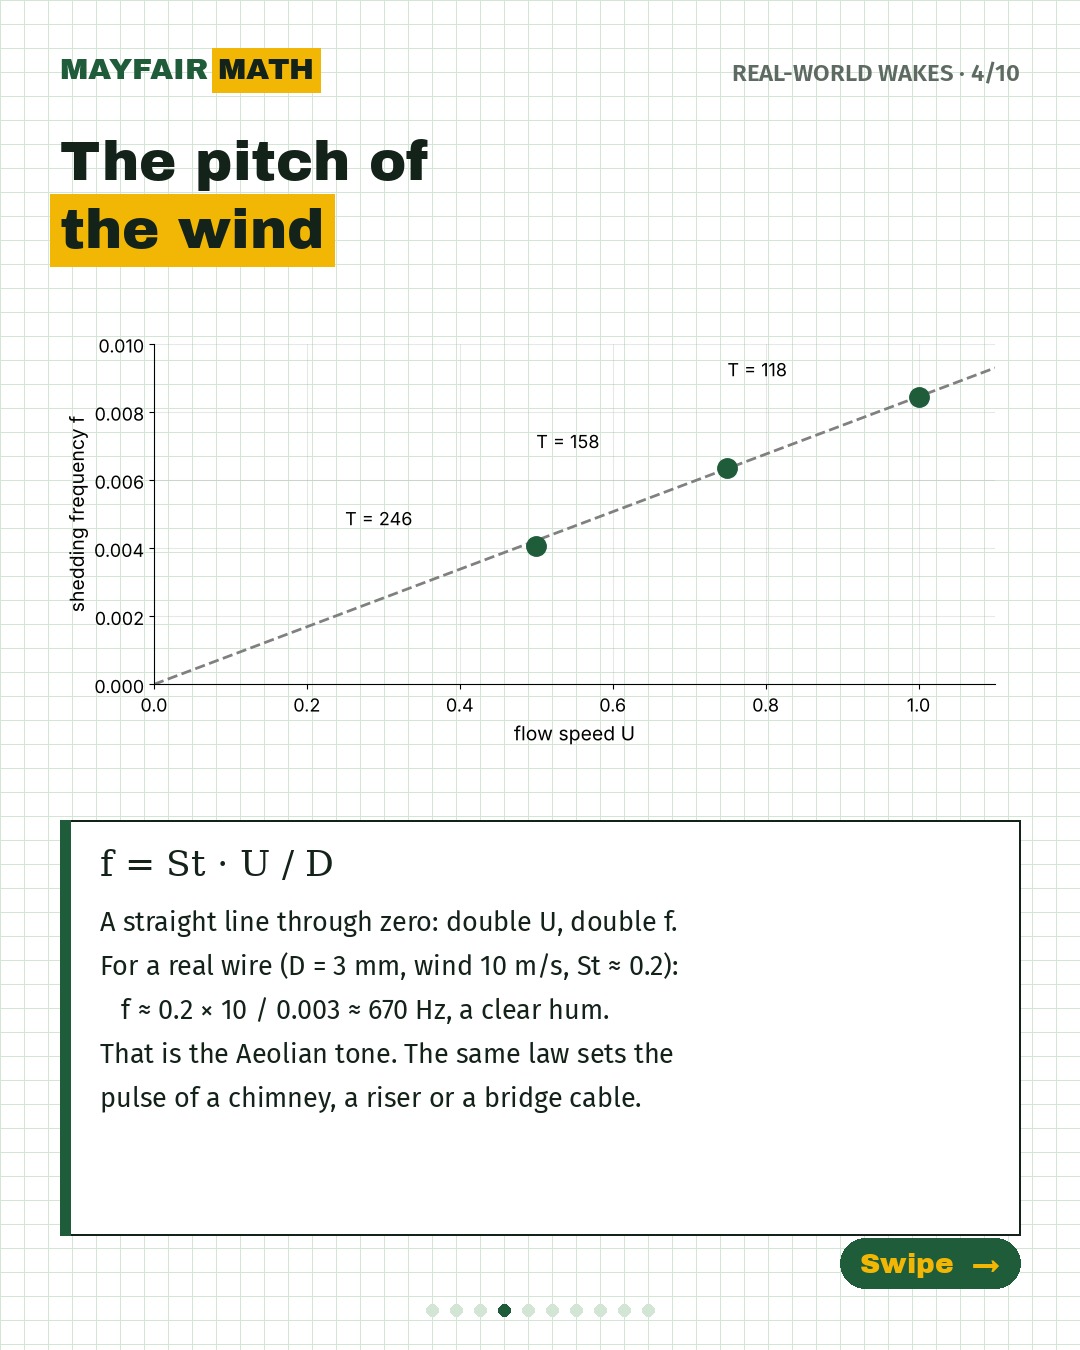 MAYFAIR MATH
REAL-WORLD WAKES · 4/10
The pitch of
the wind
0.010
0.008
0.006
0.004
0.002
0.000
shedding frequency f
T = 118
T = 158
T = 246
0.0 0.2 0.4 0.6 0.8 1.0
flow speed U
f = St · U / D
A straight line through zero: double U, double f.
For a real wire (D = 3 mm, wind 10 m/s, St ≈ 0.2):
f ≈ 0.2 × 10 / 0.003 ≈ 670 Hz, a clear hum.
That is the Aeolian tone. The same law sets the
pulse of a chimney, a riser or a bridge cable.
Swipe →